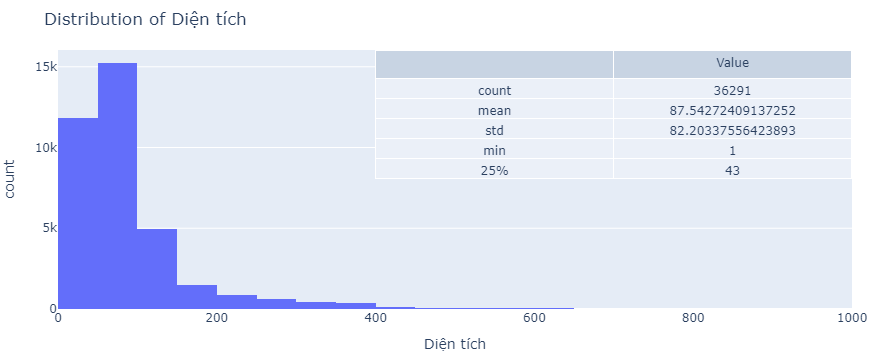 Distribution of Diện tích
Value
count 36291
mean 87.54272409137252
std 82.20337556423893
min 1
25% 43
15k
10k
5k
0
count
0 200 400 600 800 1000
Diện tích